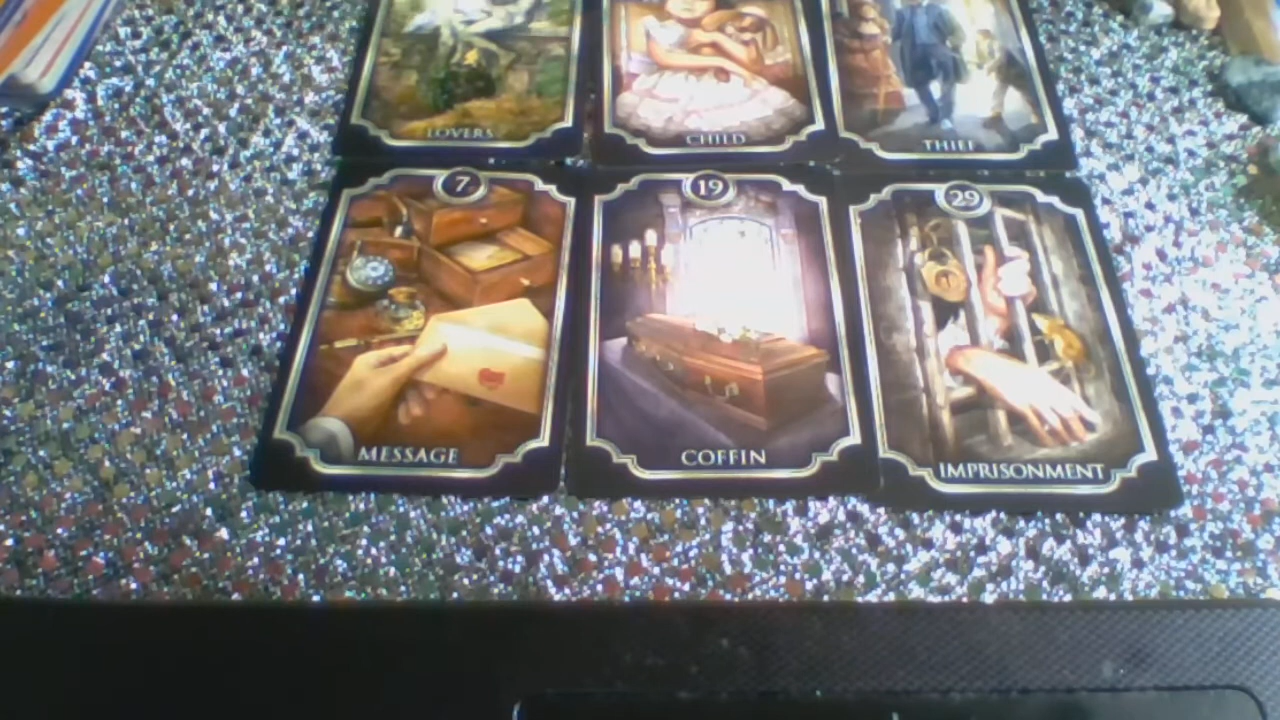 LOVERS
CHILD
THIEF
7
19
29
MESSAGE
COFFIN
IMPRISONMENT